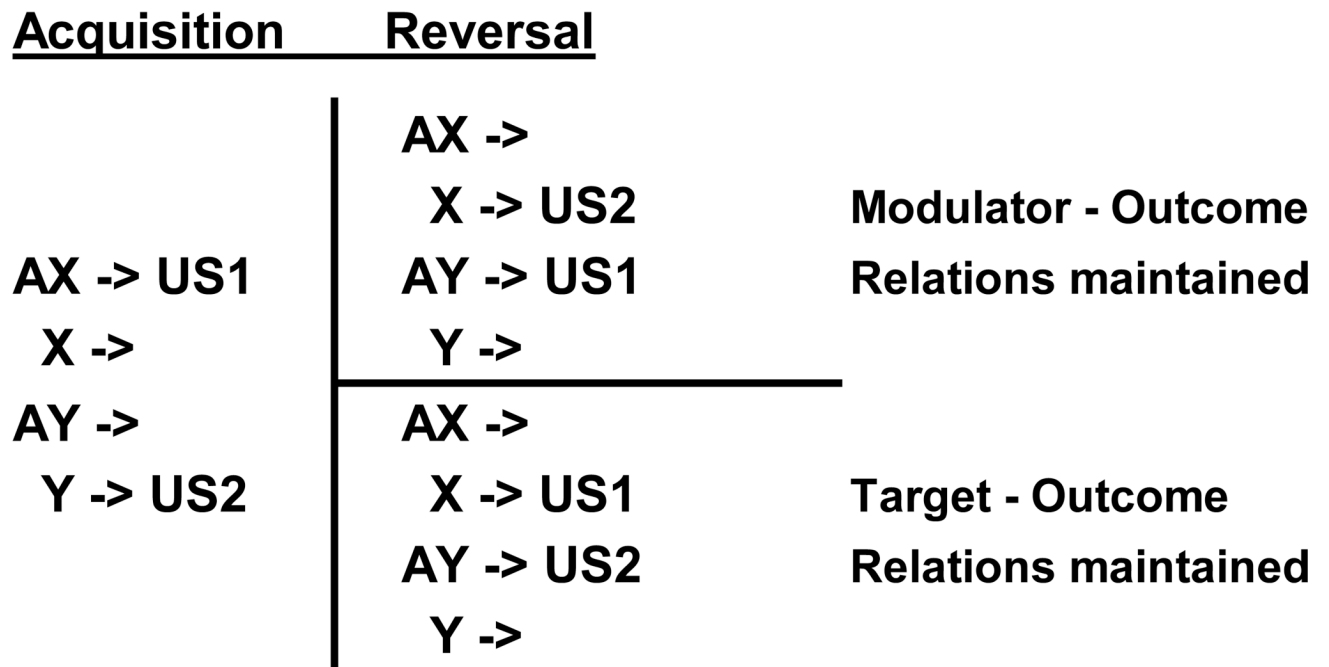 Acquisition Reversal
AX ->
X -> US2 Modulator - Outcome
AX -> US1 AY -> US1 Relations maintained
X -> Y ->
AY -> AX ->
Y -> US2 X -> US1 Target - Outcome
AY -> US2 Relations maintained
Y ->